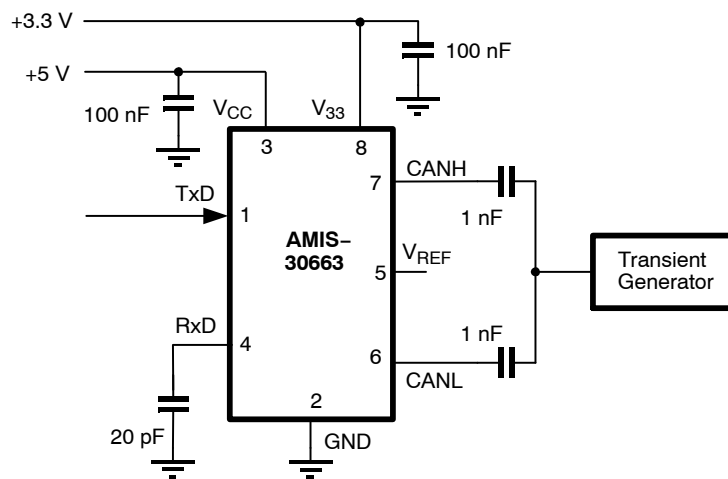 +3.3 V
100 nF
+5 V
100 nF
VCC
V33
3
8
CANH
7
TxD
1
1 nF
AMIS–
30663
VREF
5
Transient
Generator
RxD
4
1 nF
6
CANL
2
20 pF
GND